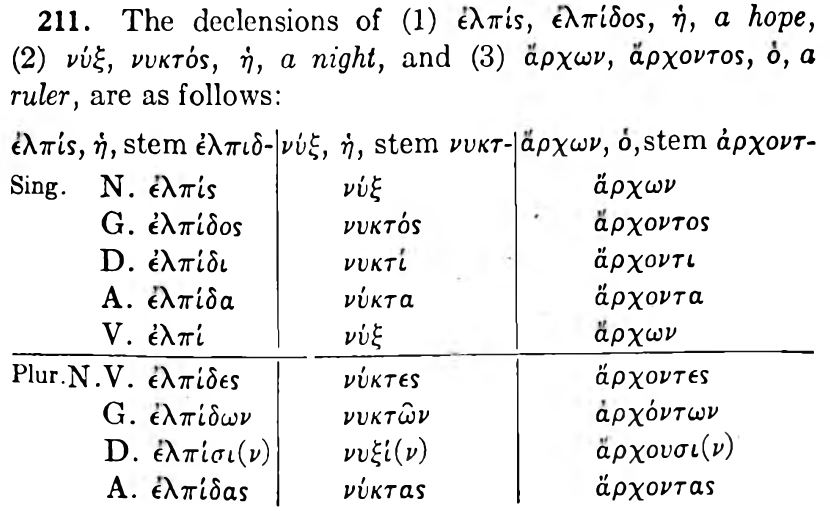 211. The declensions of (1) ἐλπίς, ἐλπίδος, ἡ, a hope,
(2) νύξ, νυκτός, ἡ, a night, and (3) ἄρχων, ἄρχοντος, ὁ, a
ruler, are as follows:
ἐλπίς, ἡ, stem ἐλπιδ- νύξ, ἡ, stem νυκτ- ἄρχων, ὁ, stem ἀρχοντ-
Sing. N. ἐλπίς νύξ ἄρχων
G. ἐλπίδος νυκτός ἄρχοντος
D. ἐλπίδι νυκτί ἄρχοντι
A. ἐλπίδα νύκτα ἄρχοντα
V. ἐλπί νύξ ἄρχων
Plur. N.V. ἐλπίδες νύκτες ἄρχοντες
G. ἐλπίδων νυκτῶν ἀρχόντων
D. ἐλπίσι(ν) νυξί(ν) ἄρχουσι(ν)
A. ἐλπίδας νύκτας ἄρχοντας